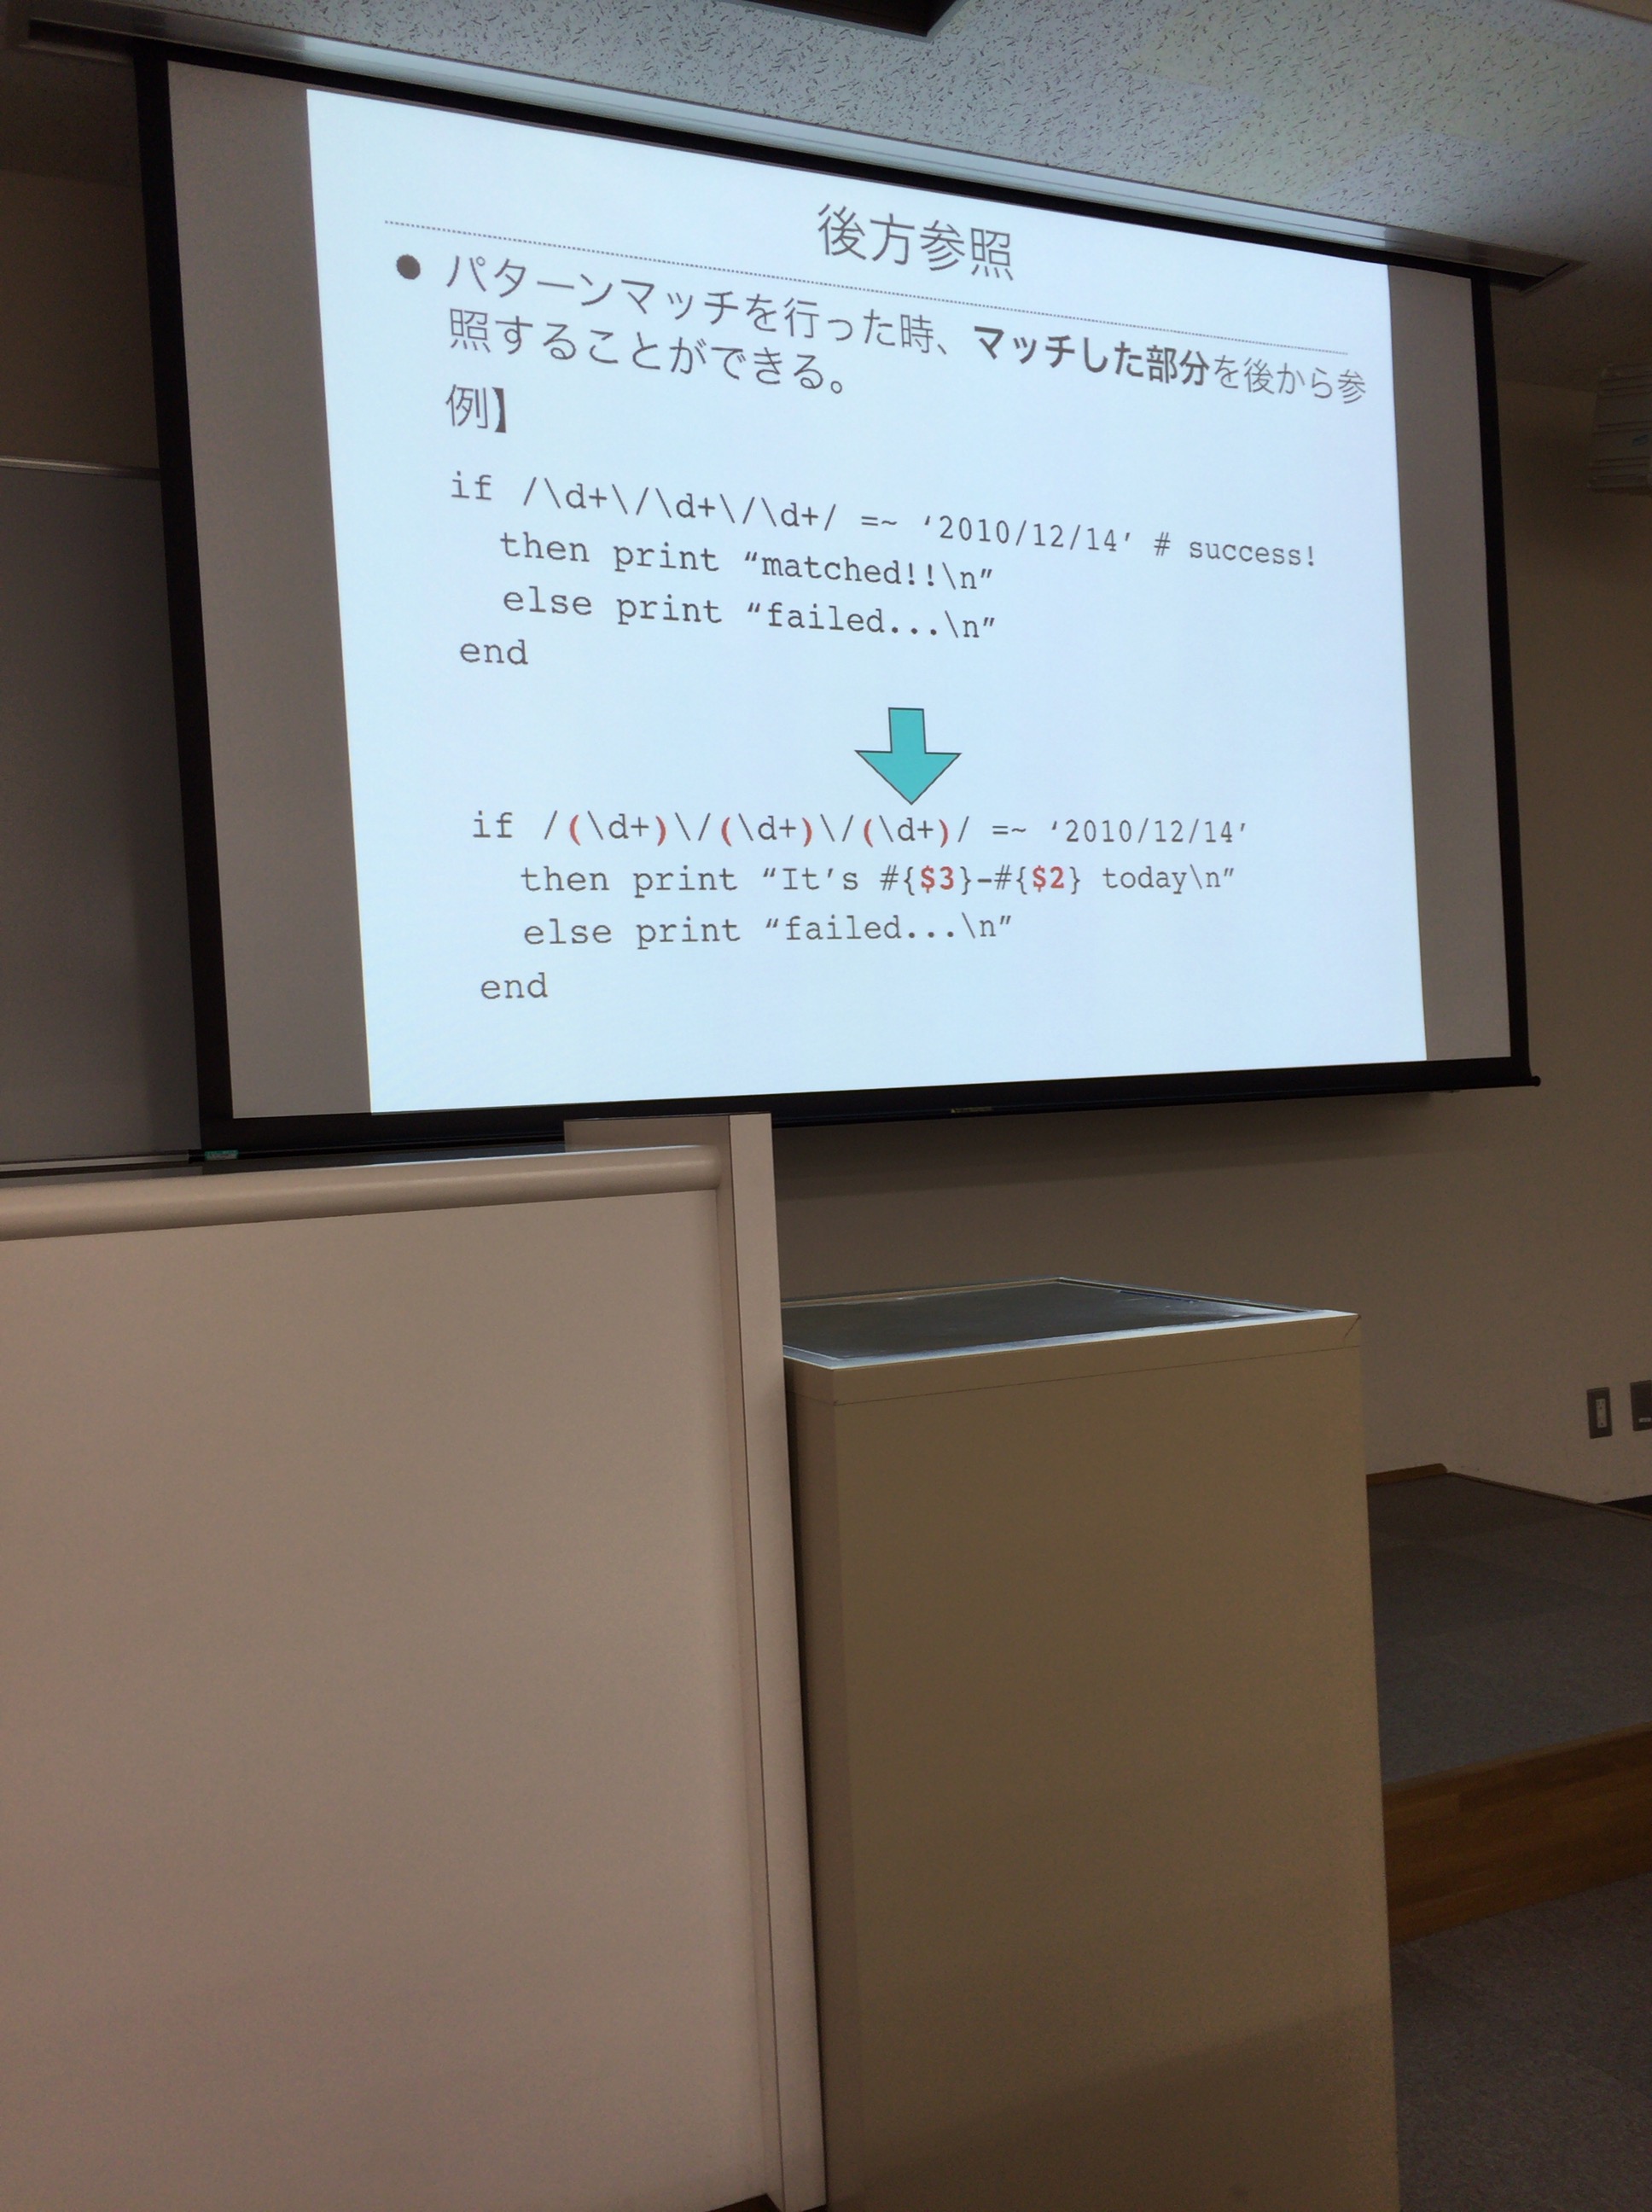 後方参照
● パターンマッチを行った時、マッチした部分を後から参
照することができる。
例】
if /\d+\/\d+\/\d+/ =~ ‘2010/12/14’ # success!
then print “matched!!\n”
else print “failed...\n”
end
if /(\d+)\/(\d+)\/(\d+)/ =~ ‘2010/12/14’
then print “It’s #{$3}-#{$2} today\n”
else print “failed...\n”
end